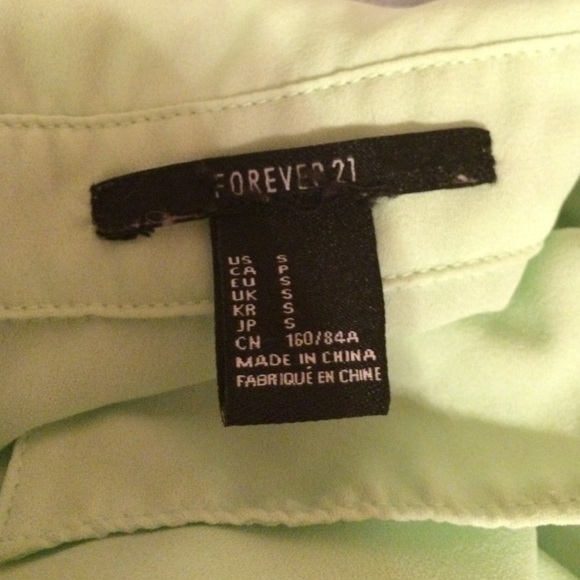 FOREVER 21
US S
CA P
EU S
UK S
KR S
JP S
CN 160/84A
MADE IN CHINA
FABRIQUÉ EN CHINE